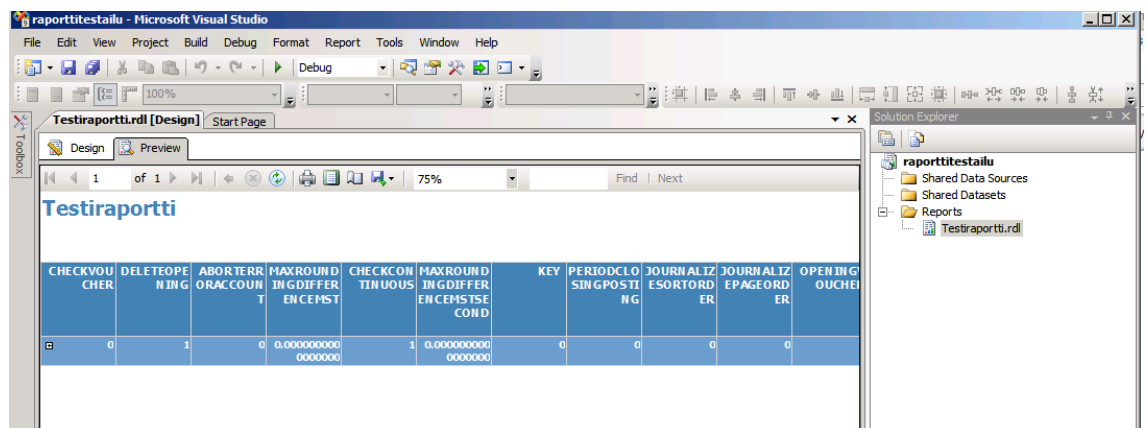 raporttitestailu - Microsoft Visual Studio
File Edit View Project Build Debug Format Report Tools Window Help
Debug
100%
Testiraportti.rdl [Design] Start Page
Solution Explorer
Toolbox
Design Preview
1 of 1 75% Find | Next
raporttitestailu
Shared Data Sources
Shared Datasets
Reports
Testiraportti.rdl
Testiraportti
CHECKVOU DELETEOPE ABORTERR MAXROUND CHECKCON MAXROUND KEY PERIODCLO JOURNALIZ JOURNALIZ OPENING
CHER NING ORACCOUN INGDIFFER TINUOUS INGDIFFER SINGPOSTI ESORTORD EPAGEORD OUCHE
T ENCEMST ENCEMSTSE NG ER ER
COND
0 1 0 0.000000000 1 0.000000000 0 0 0 0
0000000 0000000